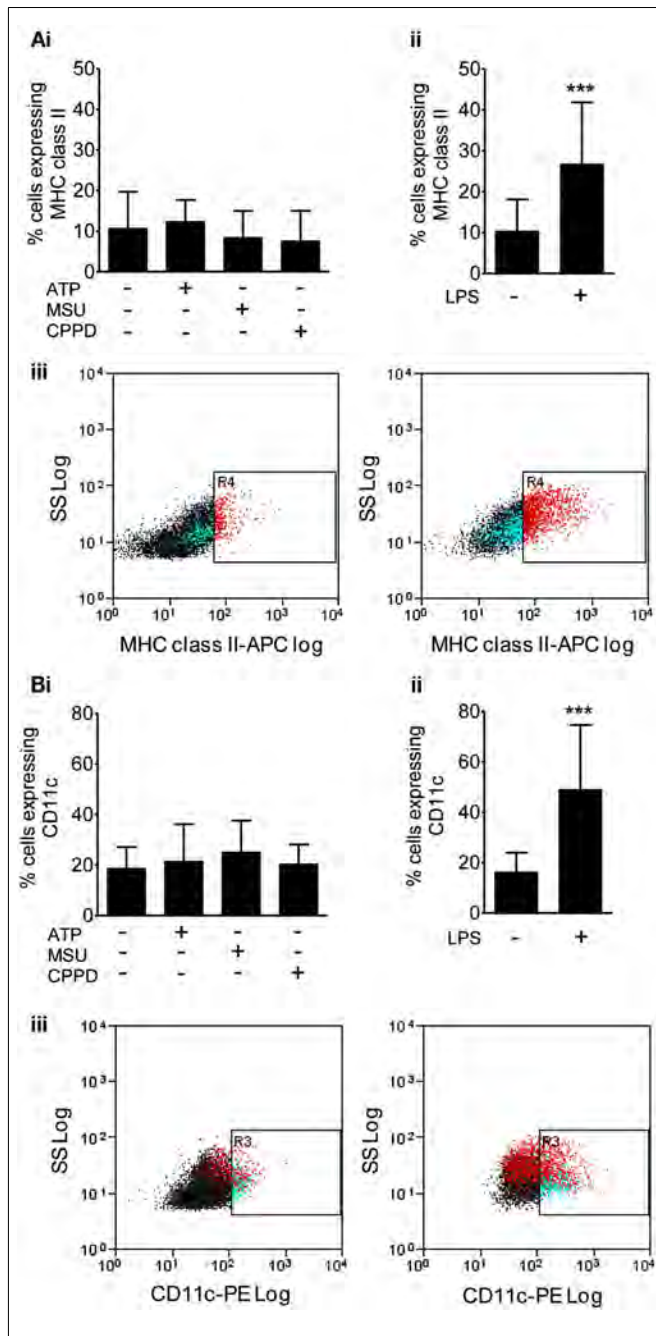 Ai
% cells expressing
MHC class II
50
40
30
20
10
0
ATP - + - -
MSU - - + -
CPPD - - - +
ii
% cells expressing
MHC class II
50
40
30
20
10
0
***
LPS - +
iii
SS Log
10⁴
10³
10²
10¹
10⁰
R4
10⁰ 10¹ 10² 10³ 10⁴
MHC class II-APC log
SS Log
10⁴
10³
10²
10¹
10⁰
R4
10⁰ 10¹ 10² 10³ 10⁴
MHC class II-APC log
Bi
% cells expressing
CD11c
80
60
40
20
0
ATP - + - -
MSU - - + -
CPPD - - - +
ii
% cells expressing
CD11c
80
60
40
20
0
***
LPS - +
iii
SS Log
10⁴
10³
10²
10¹
10⁰
R3
10⁰ 10¹ 10² 10³ 10⁴
CD11c-PE Log
SS Log
10⁴
10³
10²
10¹
10⁰
R3
10⁰ 10¹ 10² 10³ 10⁴
CD11c-PE Log